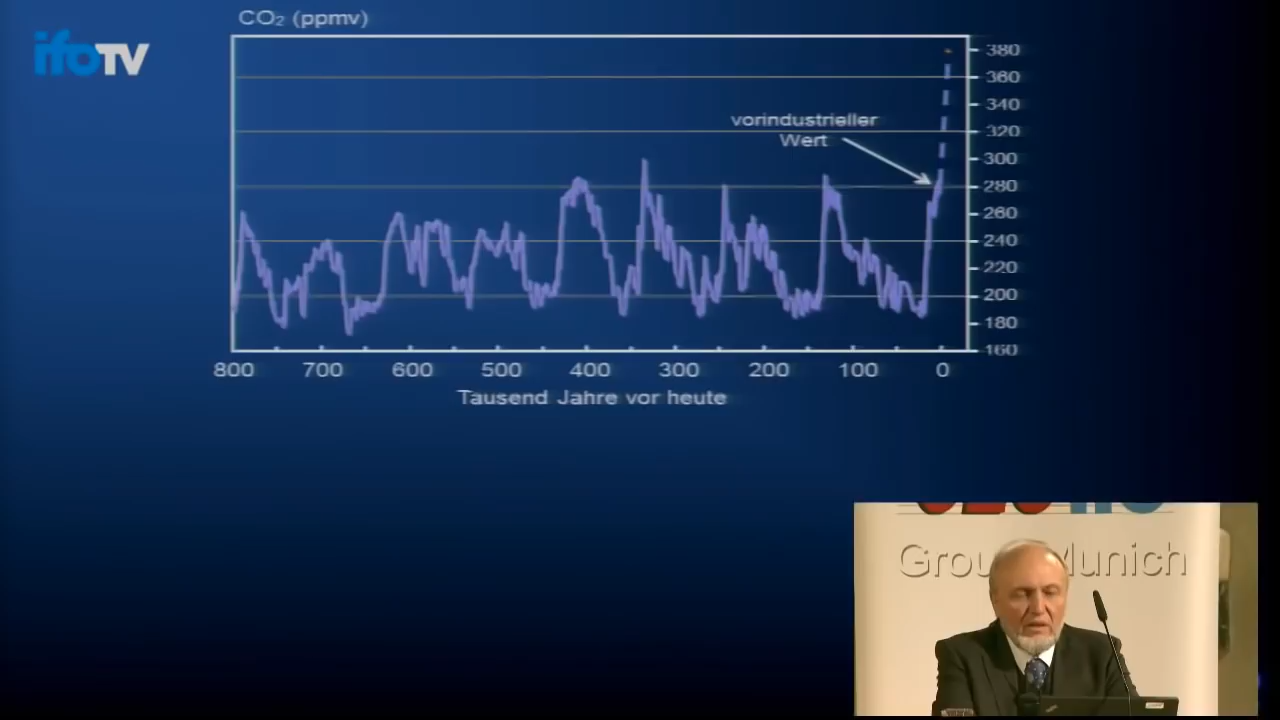 CO₂ (ppmv)
ifoTV
380
360
340
vorindustrieller
Wert
320
300
280
260
240
220
200
180
160
800 700 600 500 400 300 200 100 0
Tausend Jahre vor heute
Group Munich